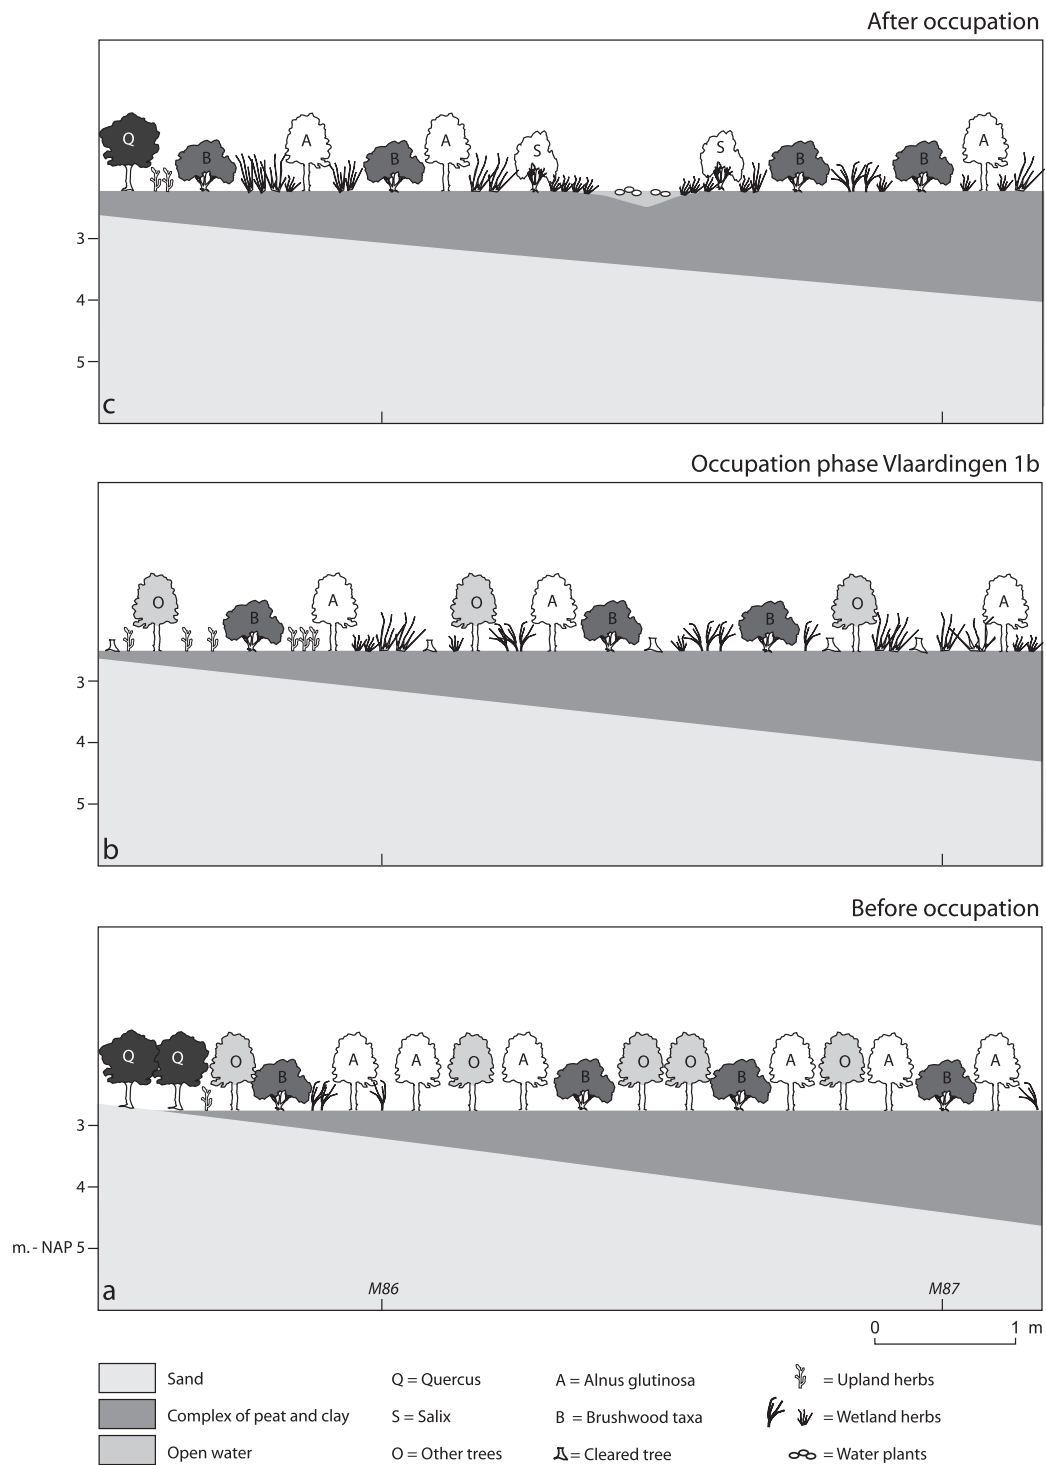 After occupation
Q B A B A S S B B A
3
4
5
c
Occupation phase Vlaardingen 1b
O B A O A B B O A
3
4
5
b
Before occupation
Q Q O B A A O A B O O B A O A B A
3
4
m. - NAP 5
a
M86 M87
0 1 m
Sand Q = Quercus A = Alnus glutinosa = Upland herbs
Complex of peat and clay S = Salix B = Brushwood taxa = Wetland herbs
Open water O = Other trees = Cleared tree = Water plants